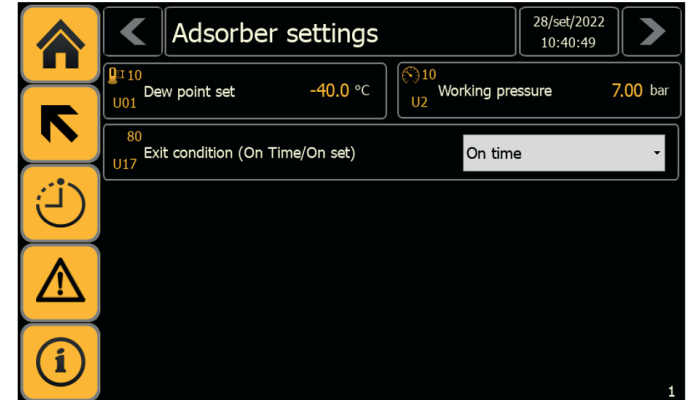 Adsorber settings
28/set/2022
10:40:49
10
U01 Dew point set -40.0 °C
10
U2 Working pressure 7.00 bar
80
U17 Exit condition (On Time/On set) On time
1